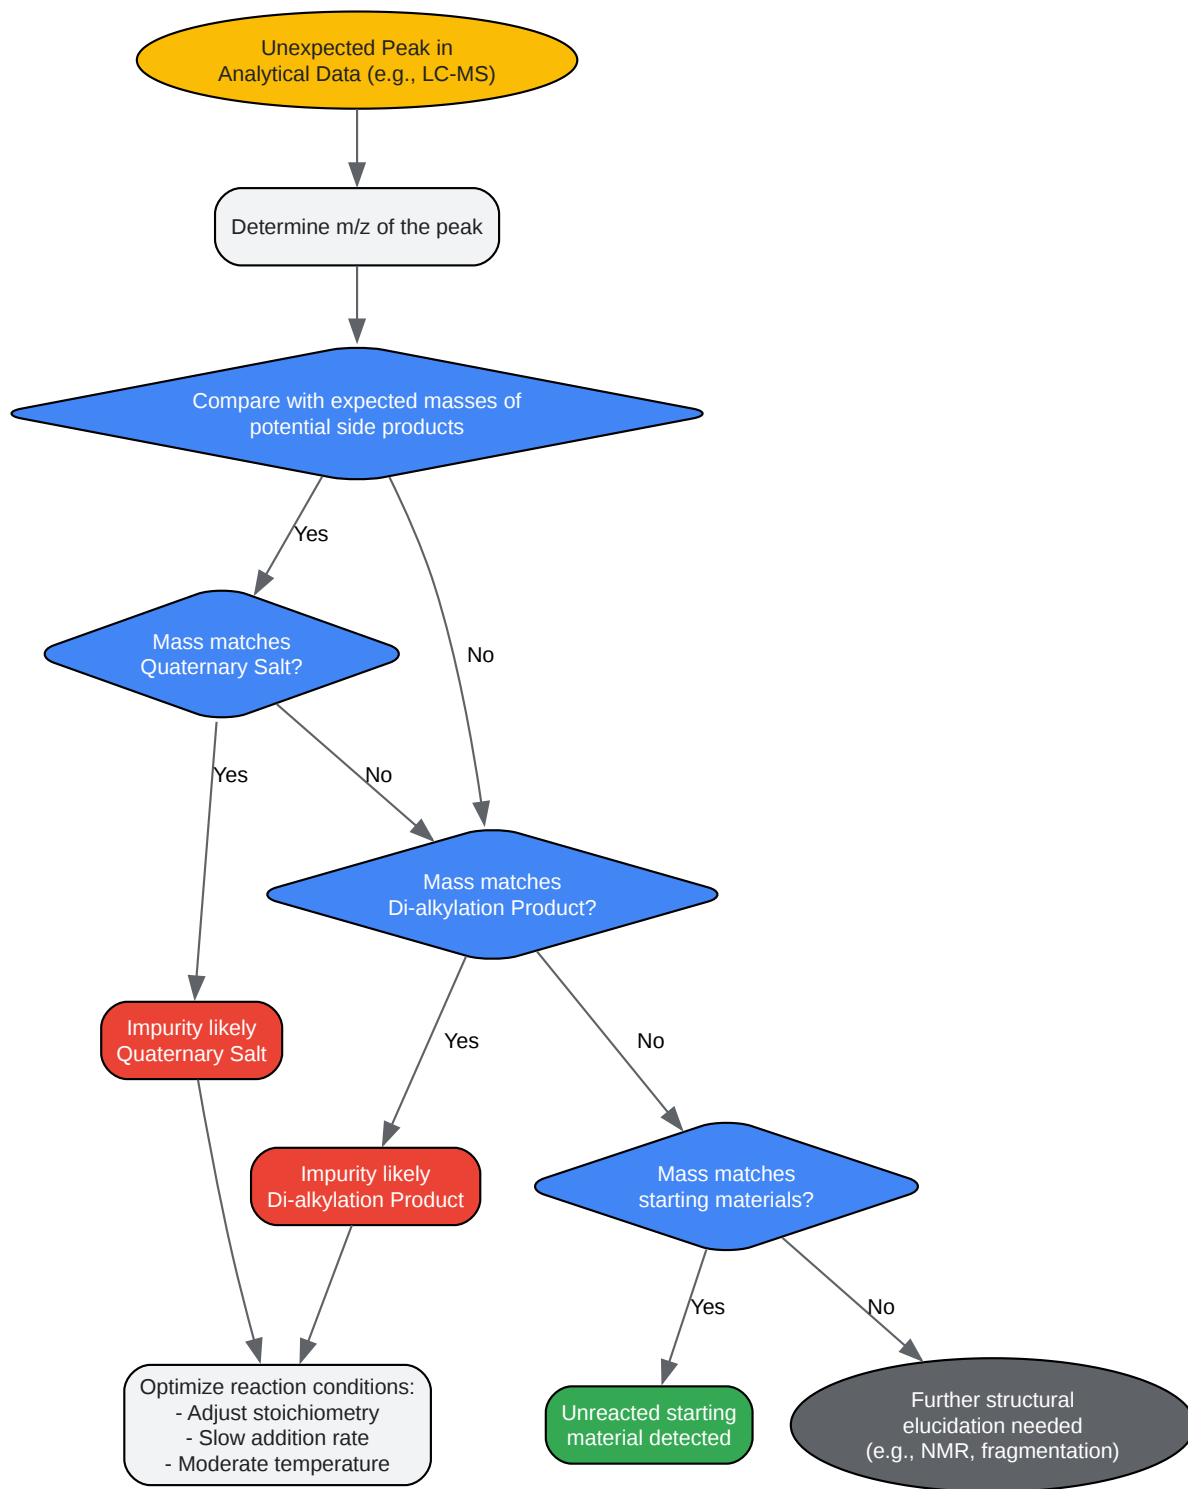 Unexpected Peak in
Analytical Data (e.g., LC-MS)
Determine m/z of the peak
Compare with expected masses of
potential side products
Yes
No
Mass matches
Quaternary Salt?
Yes
No
Mass matches
Di-alkylation Product?
Impurity likely
Quaternary Salt
Yes
No
Impurity likely
Di-alkylation Product
Mass matches
starting materials?
Yes
No
Optimize reaction conditions:
- Adjust stoichiometry
- Slow addition rate
- Moderate temperature
Unreacted starting
material detected
Further structural
elucidation needed
(e.g., NMR, fragmentation)